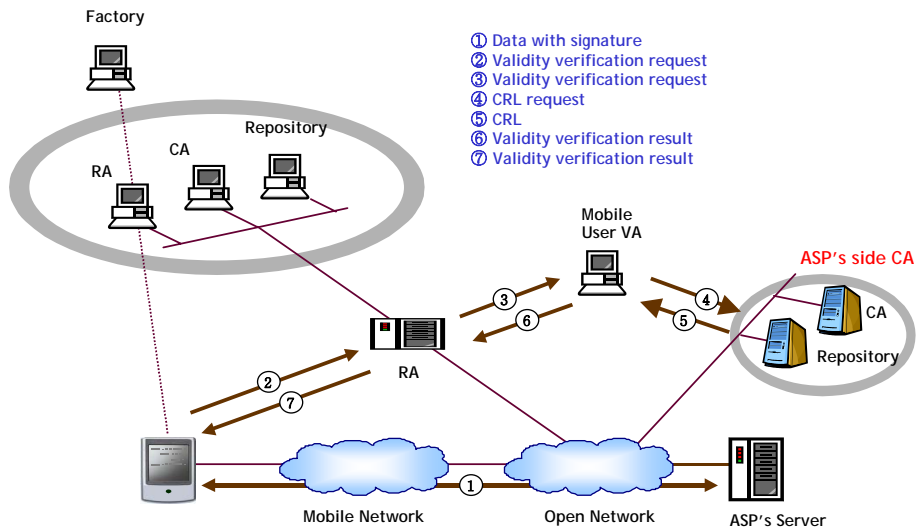 Factory
① Data with signature
② Validity verification request
③ Validity verification request
④ CRL request
⑤ CRL
⑥ Validity verification result
⑦ Validity verification result
Repository
CA
RA
Mobile
User VA
ASP's side CA
③
④
⑥
⑤
CA
Repository
RA
②
⑦
①
Mobile Network
Open Network
ASP's Server